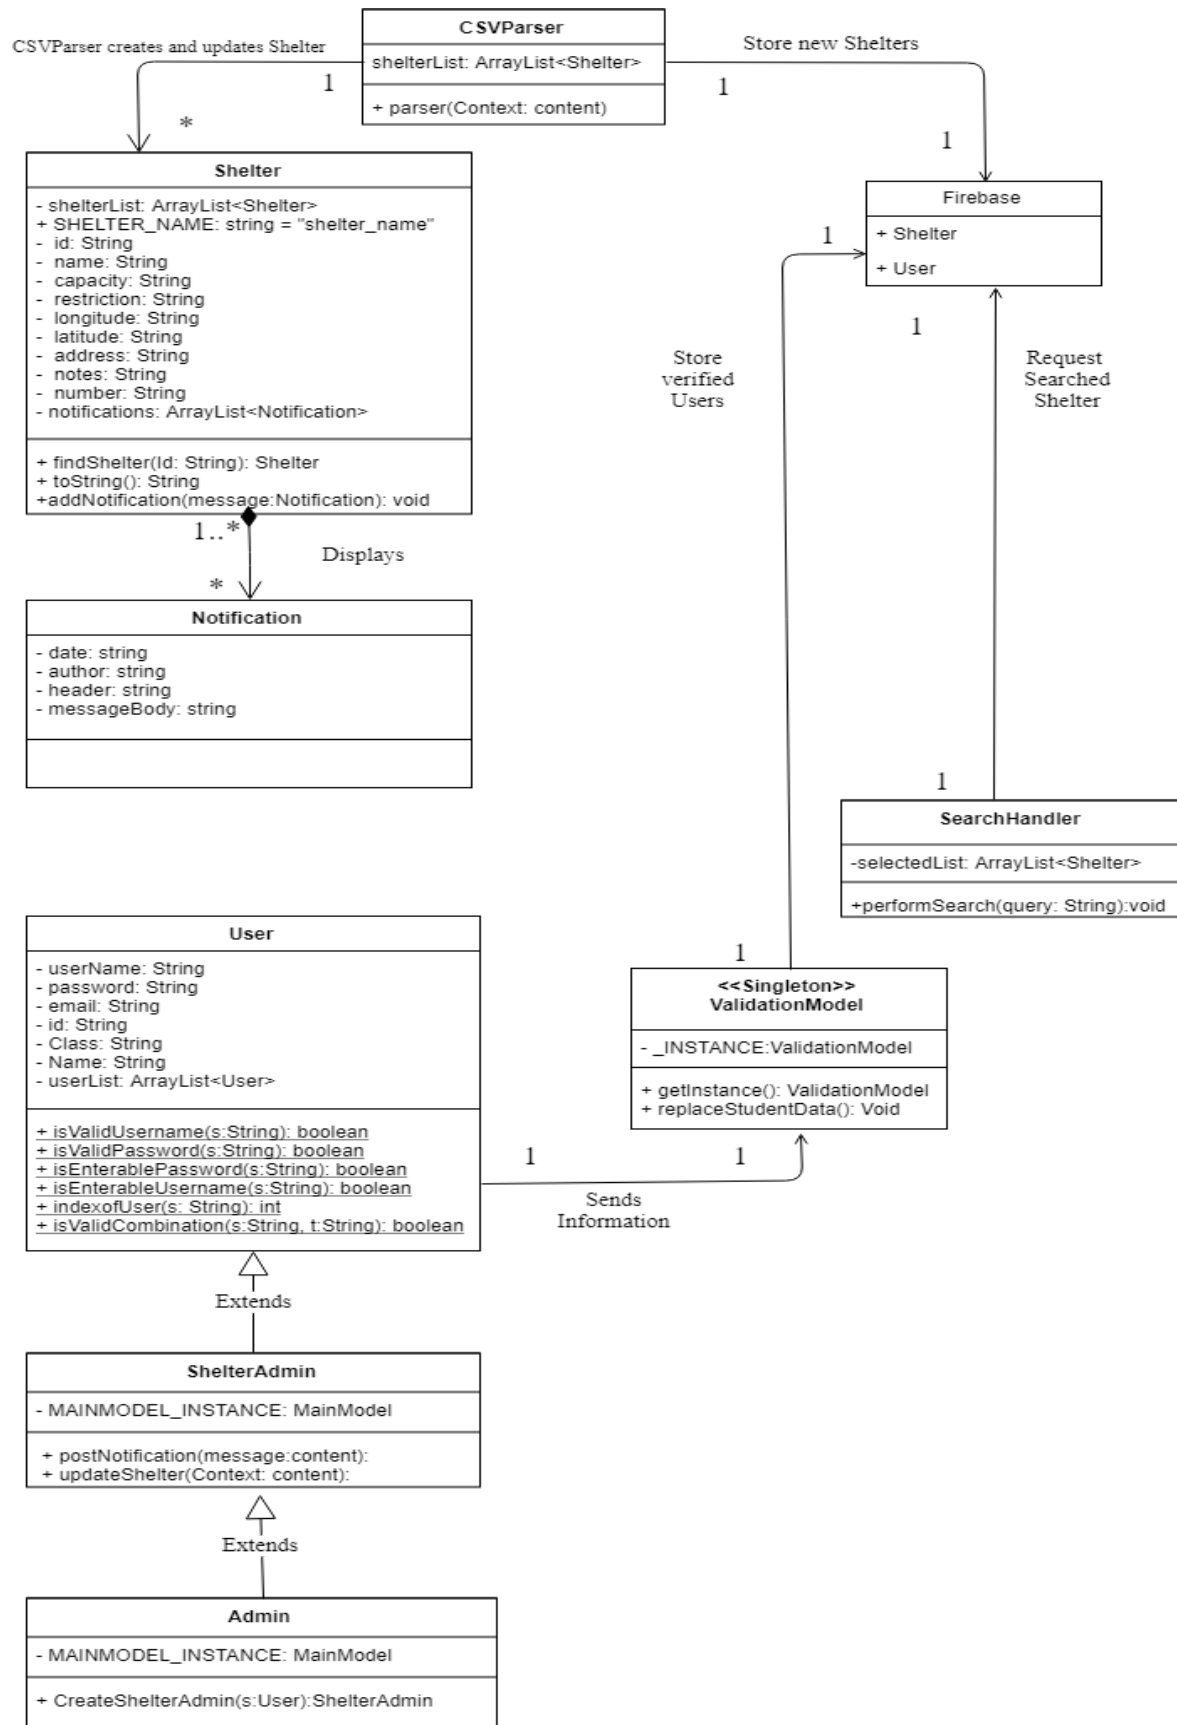 CSVParser
shelterList: ArrayList<Shelter>
+ parser(Context: content)
CSVParser creates and updates Shelter
1
*
Store new Shelters
1
1
Shelter
- shelterList: ArrayList<Shelter>
+ SHELTER_NAME: string = "shelter_name"
- id: String
- name: String
- capacity: String
- restriction: String
- longitude: String
- latitude: String
- address: String
- notes: String
- number: String
- notifications: ArrayList<Notification>
+ findShelter(Id: String): Shelter
+ toString(): String
+addNotification(message:Notification): void
Firebase
+ Shelter
+ User
1
1
Store
verified
Users
Request
Searched
Shelter
1..*
Displays
*
Notification
- date: string
- author: string
- header: string
- messageBody: string
1
SearchHandler
-selectedList: ArrayList<Shelter>
+performSearch(query: String):void
User
- userName: String
- password: String
- email: String
- id: String
- Class: String
- Name: String
- userList: ArrayList<User>
+ isValidUsername(s:String): boolean
+ isValidPassword(s:String): boolean
+ isEnterablePassword(s:String): boolean
+ isEnterableUsername(s:String): boolean
+ indexofUser(s: String): int
+ isValidCombination(s:String, t:String): boolean
1
<<Singleton>>
ValidationModel
- _INSTANCE:ValidationModel
+ getInstance(): ValidationModel
+ replaceStudentData(): Void
1
1
Sends
Information
Extends
ShelterAdmin
- MAINMODEL_INSTANCE: MainModel
+ postNotification(message:content):
+ updateShelter(Context: content):
Extends
Admin
- MAINMODEL_INSTANCE: MainModel
+ CreateShelterAdmin(s:User):ShelterAdmin